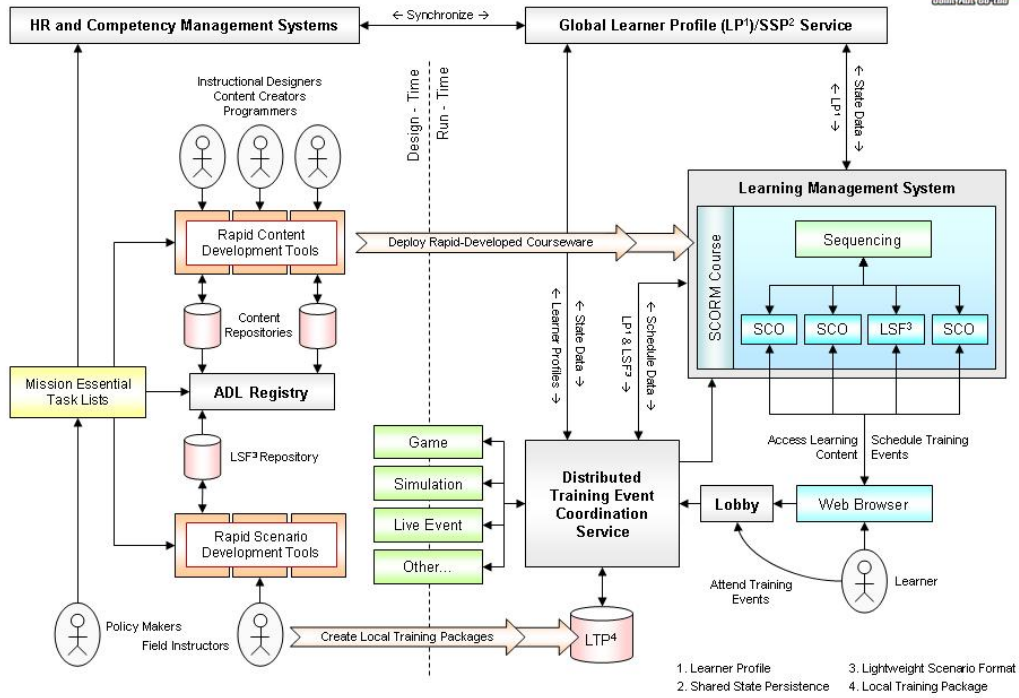 HR and Competency Management Systems
← Synchronize →
Global Learner Profile (LP¹)/SSP² Service
Instructional Designers
Content Creators
Programmers
Design - Time
Run - Time
← LP¹ →
← State Data →
Learning Management System
SCORM Course
Sequencing
SCO
SCO
LSF³
SCO
Rapid Content
Development Tools
Deploy Rapid-Developed Courseware
Content
Repositories
← Learner Profiles →
← State Data →
LP¹ & LSF³ →
← Schedule Data →
Mission Essential
Task Lists
ADL Registry
LSF³ Repository
Game
Simulation
Live Event
Other...
Distributed
Training Event
Coordination
Service
Access Learning
Content
Schedule Training
Events
Lobby
Web Browser
Rapid Scenario
Development Tools
Attend Training
Events
Learner
Policy Makers
Field Instructors
Create Local Training Packages
LTP⁴
1. Learner Profile
2. Shared State Persistence
3. Lightweight Scenario Format
4. Local Training Package